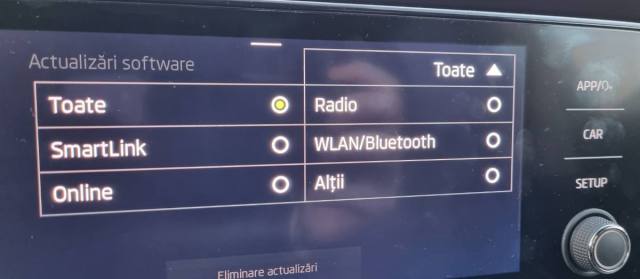 Actualizări software
Toate
Toate
Radio
SmartLink
WLAN/Bluetooth
Online
Alții
Eliminare actualizări
APP/
CAR
SETUP